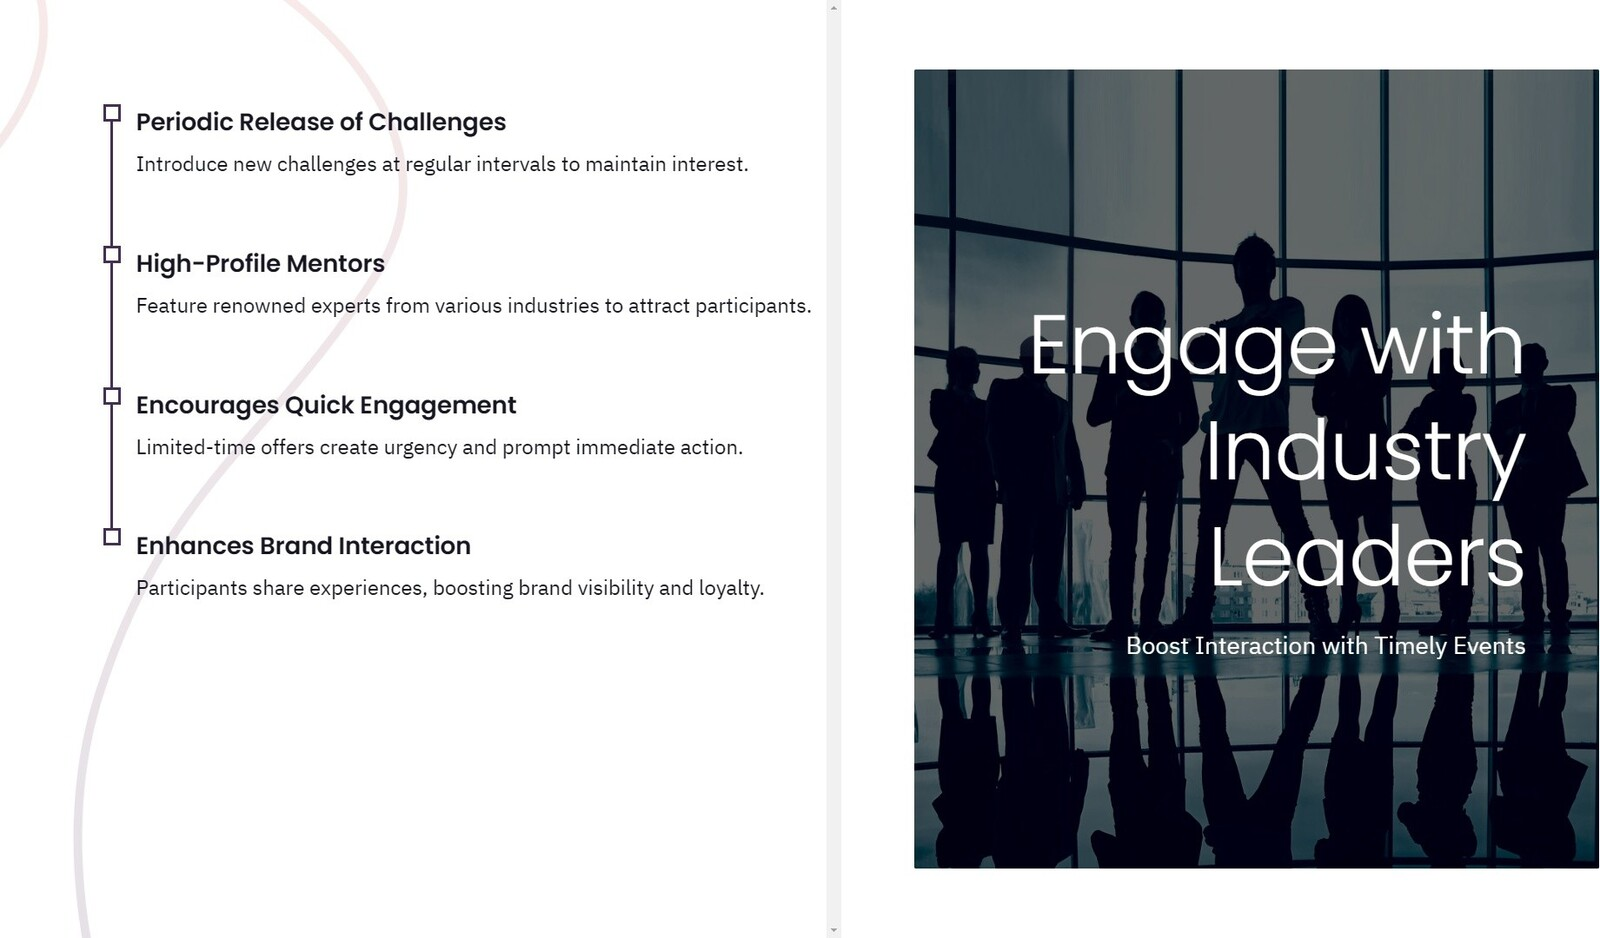 Periodic Release of Challenges
Introduce new challenges at regular intervals to maintain interest.
High-Profile Mentors
Feature renowned experts from various industries to attract participants.
Encourages Quick Engagement
Limited-time offers create urgency and prompt immediate action.
Enhances Brand Interaction
Participants share experiences, boosting brand visibility and loyalty.
Engage with
Industry
Leaders
Boost Interaction with Timely Events